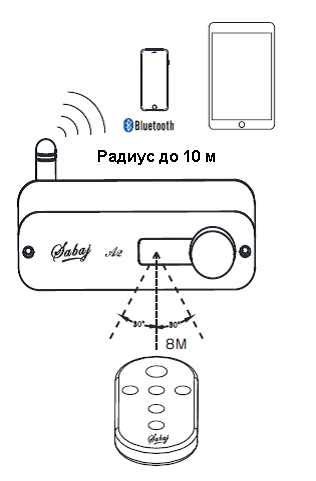 Bluetooth
Радиус до 10 м
Sabaj A2
30° 30°
8M
Sabaj